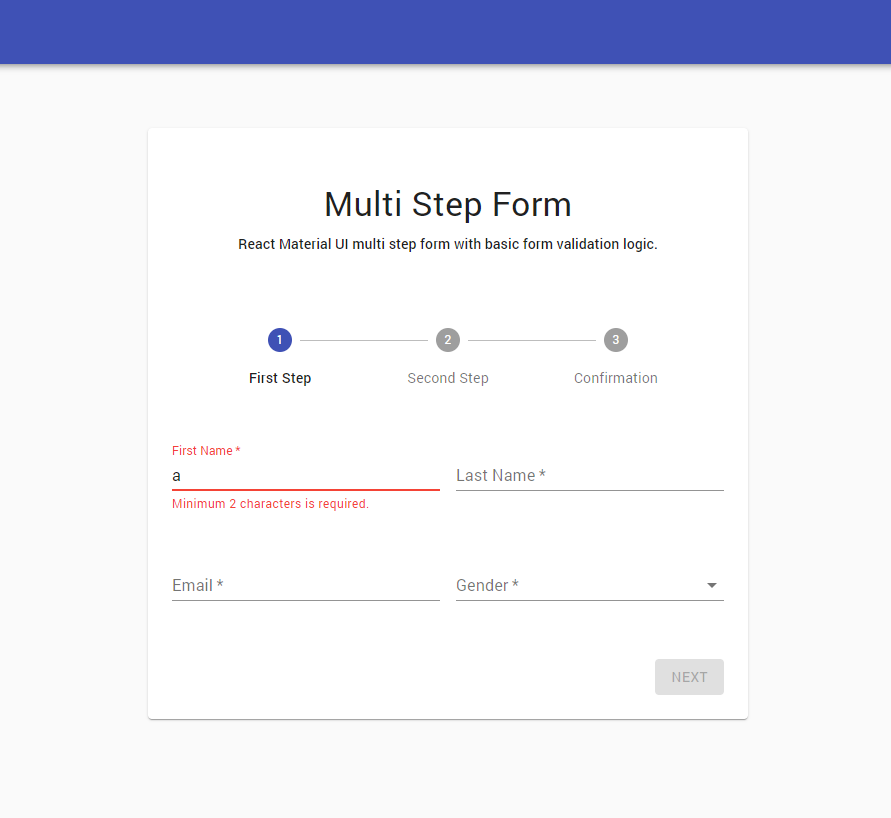 Multi Step Form
React Material UI multi step form with basic form validation logic.
1 2 3
First Step Second Step Confirmation
First Name *
a Last Name *
Minimum 2 characters is required.
Email * Gender *
NEXT